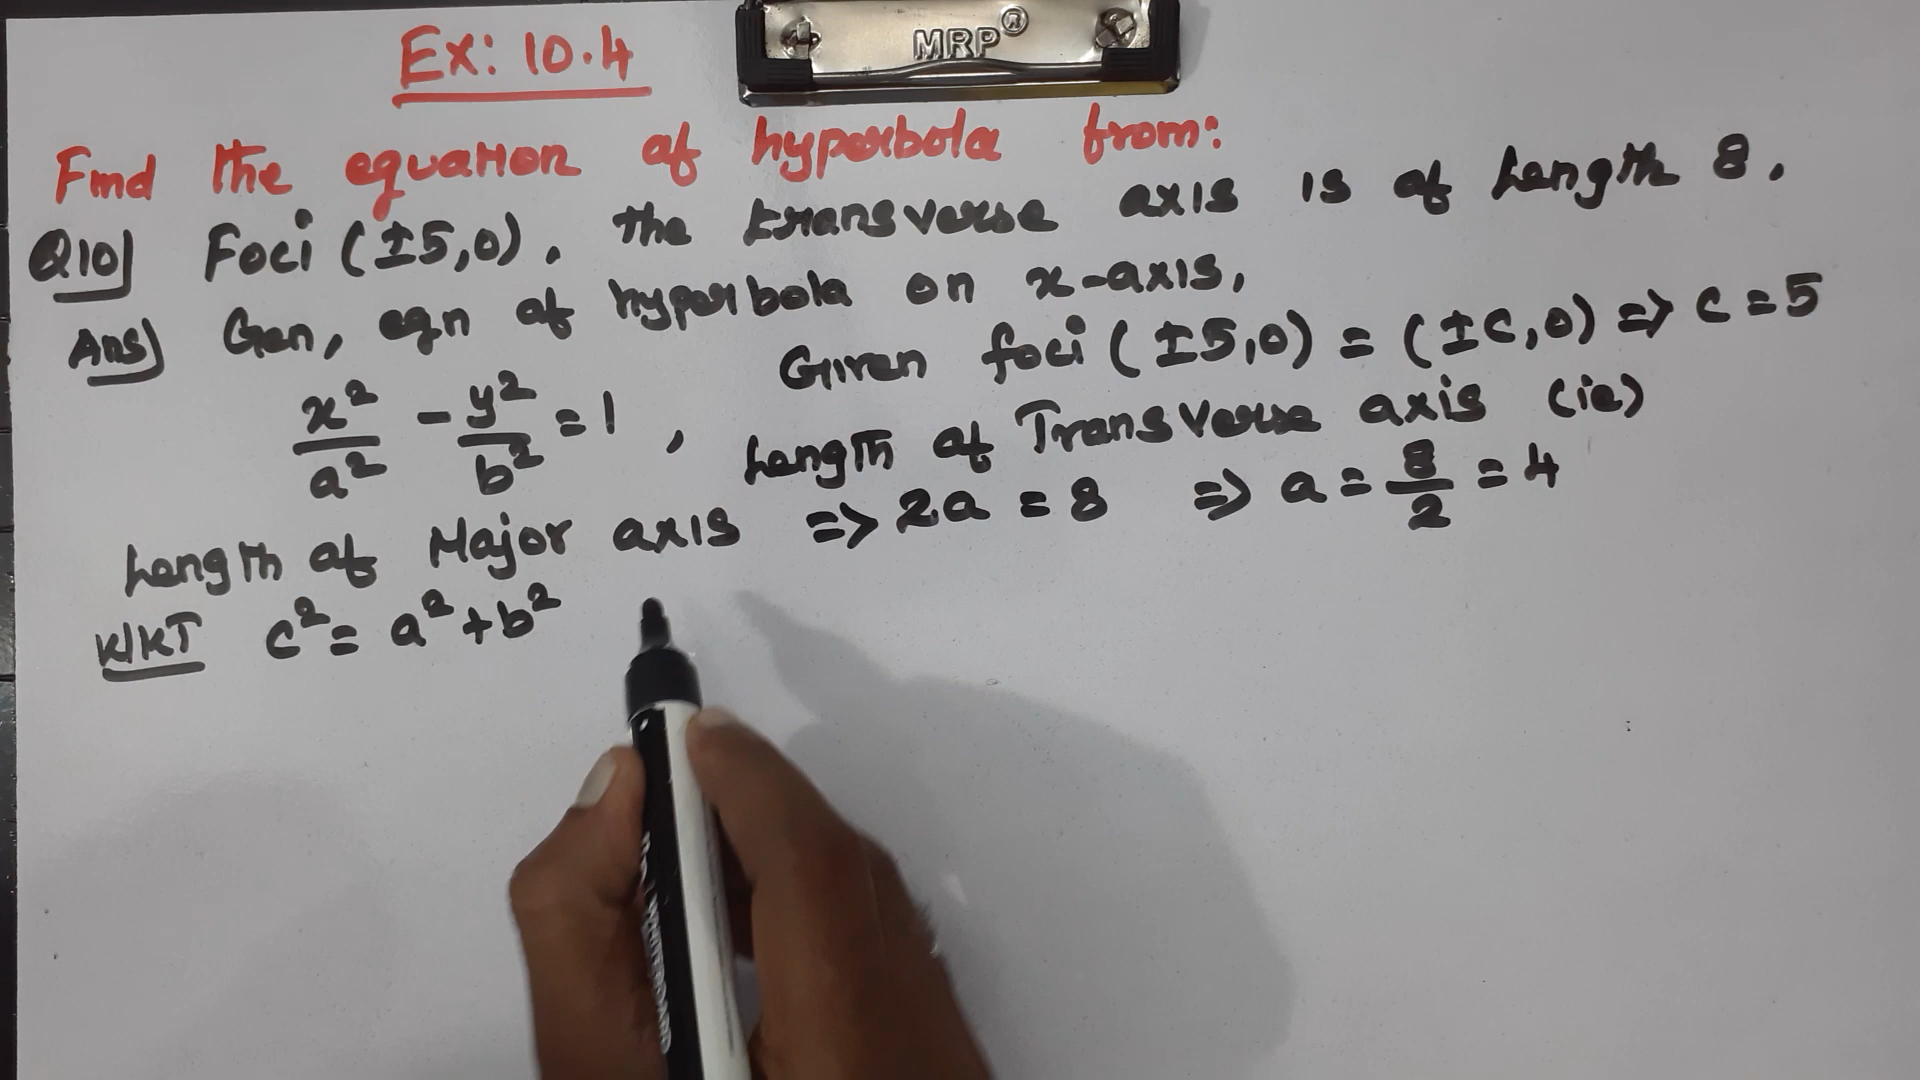 MRP®
Ex: 10.4
Find the equation of hyperbola from:
Q10] Foci (±5,0), the transverse axis is of length 8.
Ans] Gen, eqn of hyperbola on x-axis,
x²/a² - y²/b² = 1, Given foci (±5,0) = (±c,0) => c = 5
Length of Transverse axis (ie)
Length of Major axis => 2a = 8 => a = 8/2 = 4
WKT c² = a² + b²